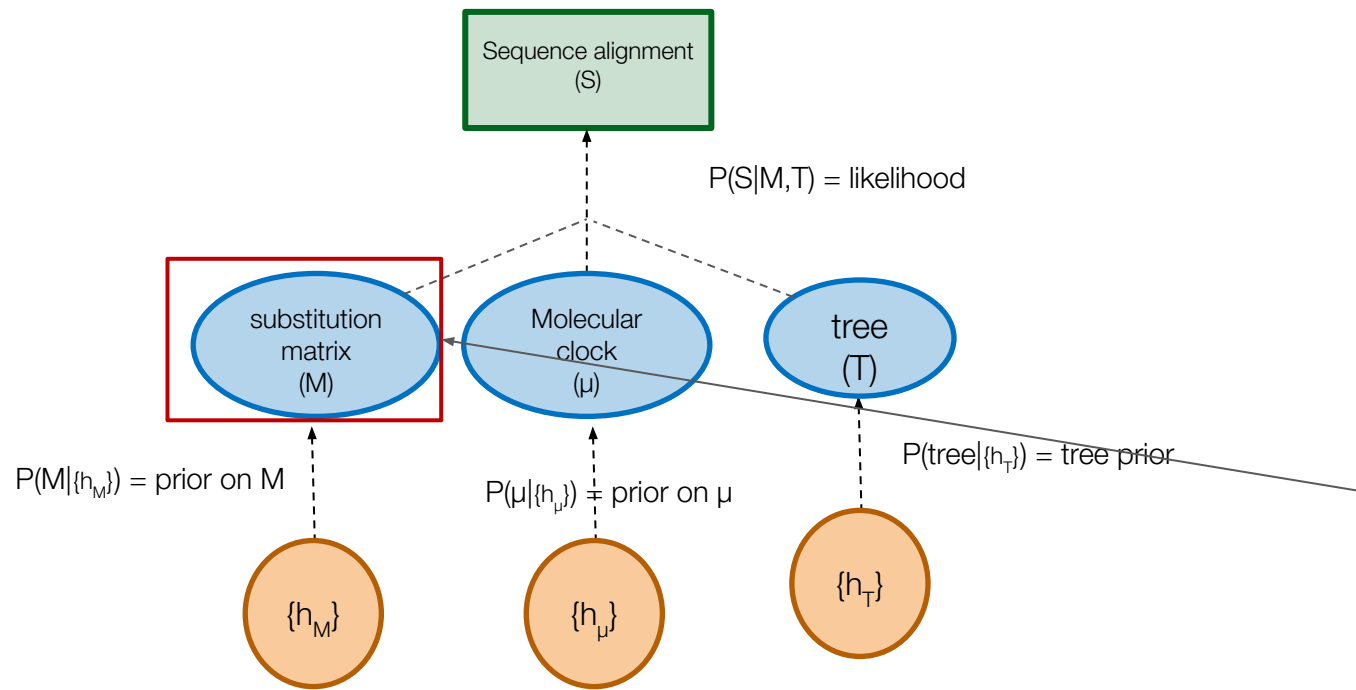 Sequence alignment
(S)
P(S|M,T) = likelihood
substitution
matrix
(M)
Molecular
clock
(µ)
tree
(T)
P(M|{hM}) = prior on M
P(µ|{hµ}) = prior on µ
P(tree|{hT}) = tree prior
{hM}
{hµ}
{hT}